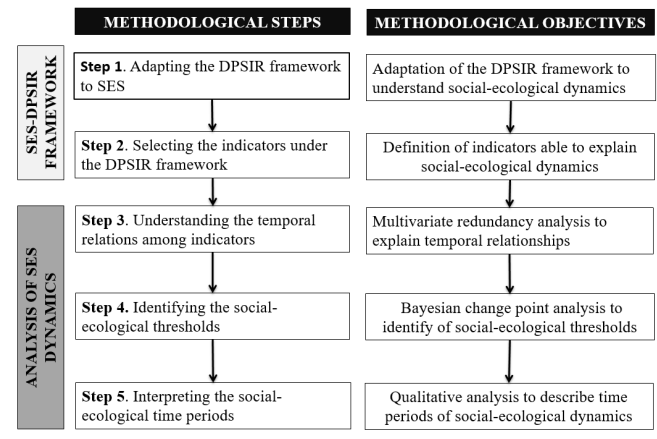 METHODOLOGICAL STEPS
METHODOLOGICAL OBJECTIVES
SES-DPSIR
FRAMEWORK
Step 1. Adapting the DPSIR framework
to SES
Adaptation of the DPSIR framework to
understand social-ecological dynamics
Step 2. Selecting the indicators under
the DPSIR framework
Definition of indicators able to explain
social-ecological dynamics
ANALYSIS OF SES
DYNAMICS
Step 3. Understanding the temporal
relations among indicators
Multivariate redundancy analysis to
explain temporal relationships
Step 4. Identifying the social-
ecological thresholds
Bayesian change point analysis to
identify of social-ecological thresholds
Step 5. Interpreting the social-
ecological time periods
Qualitative analysis to describe time
periods of social-ecological dynamics